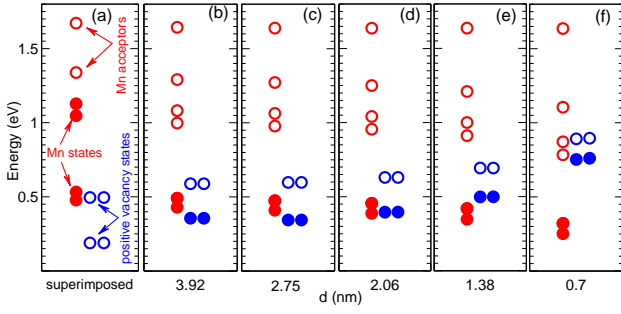 (a) (b) (c) (d) (e) (f)
Energy (eV)
1.5
1
0.5
Mn acceptors
Mn states
positive vacancy states
superimposed 3.92 2.75 2.06 1.38 0.7
d (nm)